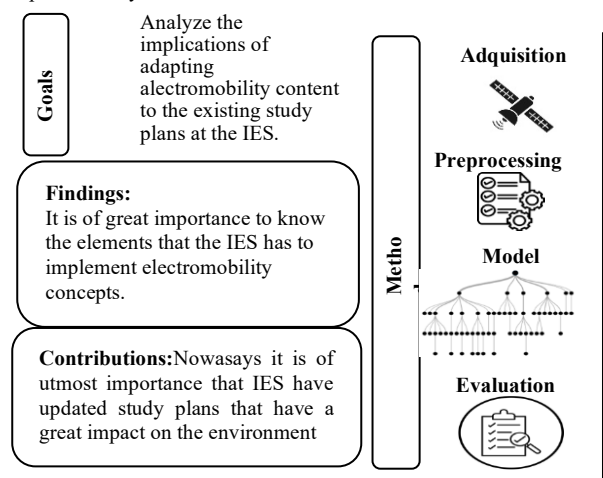 Goals
Analyze the
implications of
adapting
alectromobility content
to the existing study
plans at the IES.
Findings:
It is of great importance to know
the elements that the IES has to
implement electromobility
concepts.
Contributions:Nowasays it is of
utmost importance that IES have
updated study plans that have a
great impact on the environment
Metho
Adquisition
Preprocessing
Model
Evaluation